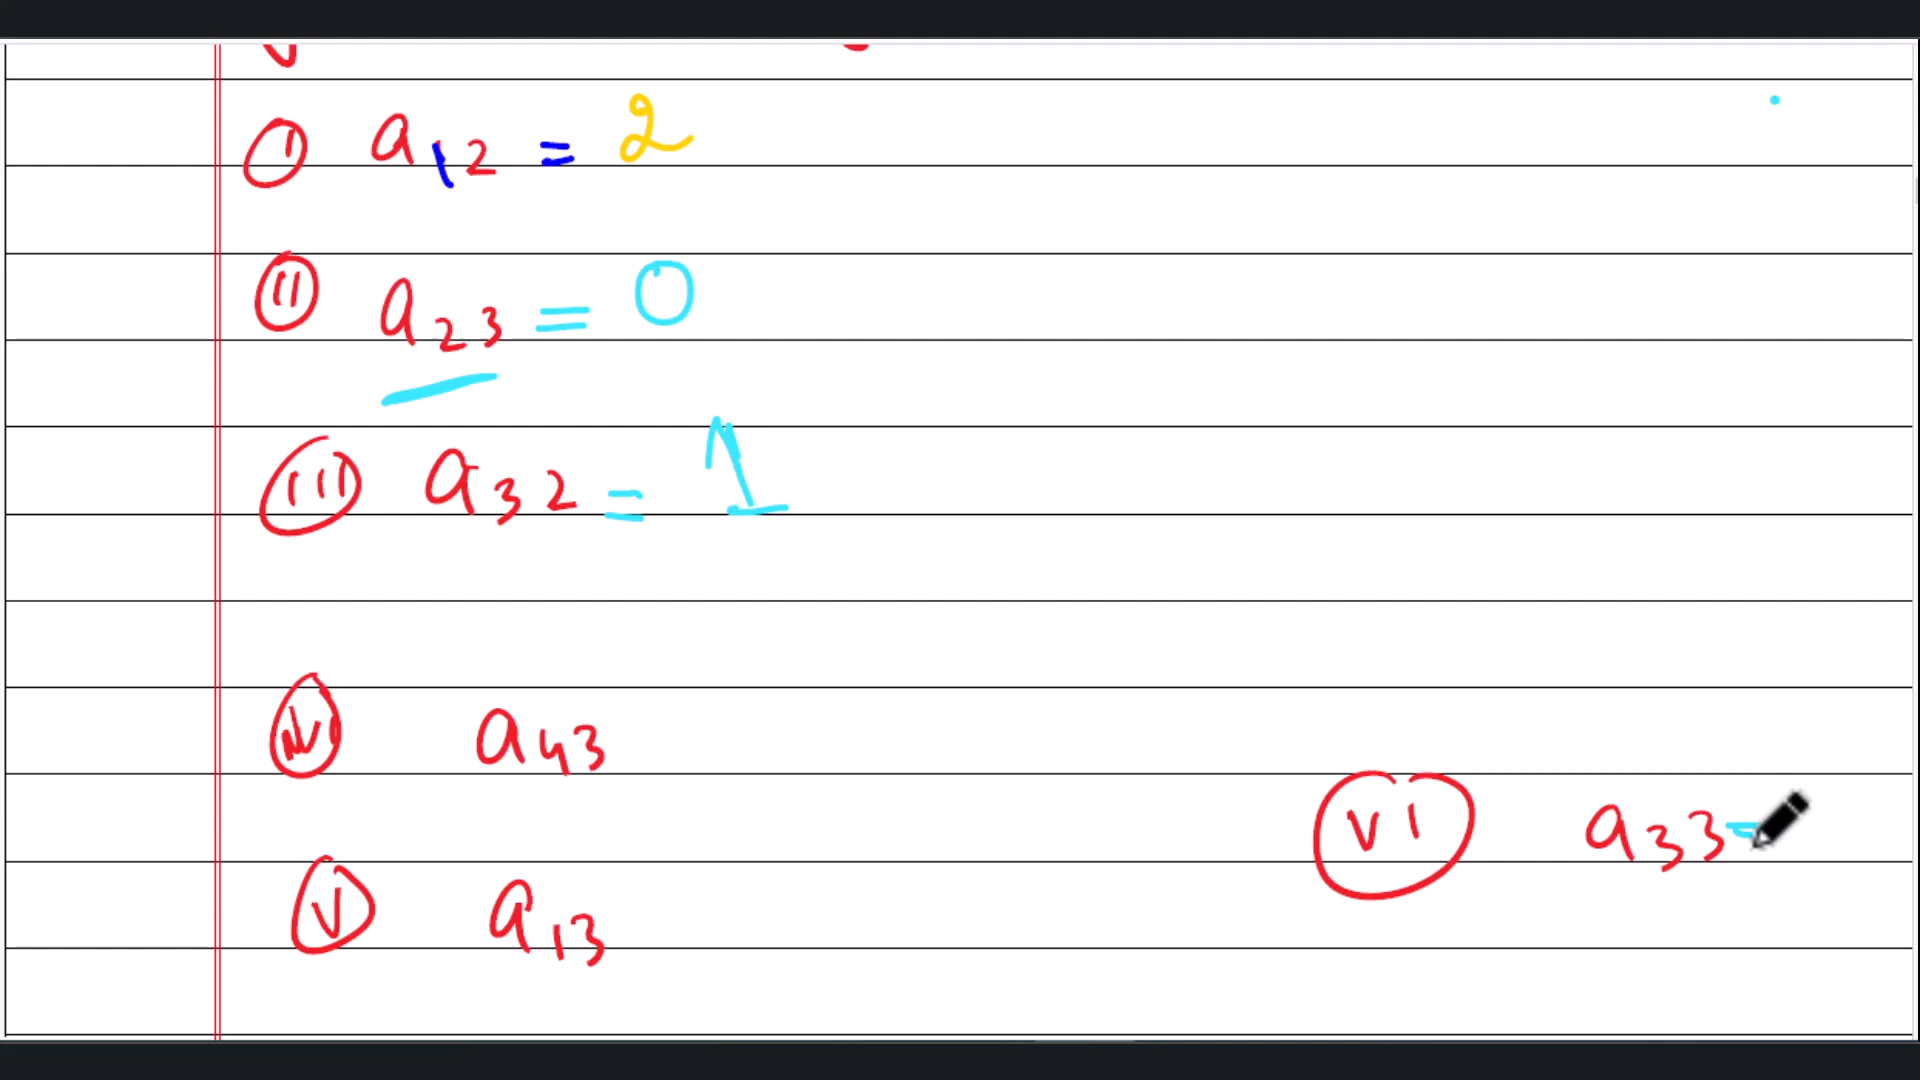 (i) a12 = 2
(ii) a23 = 0
(iii) a32 = 1
(iv) a43
(v) a13
(vi) a33=